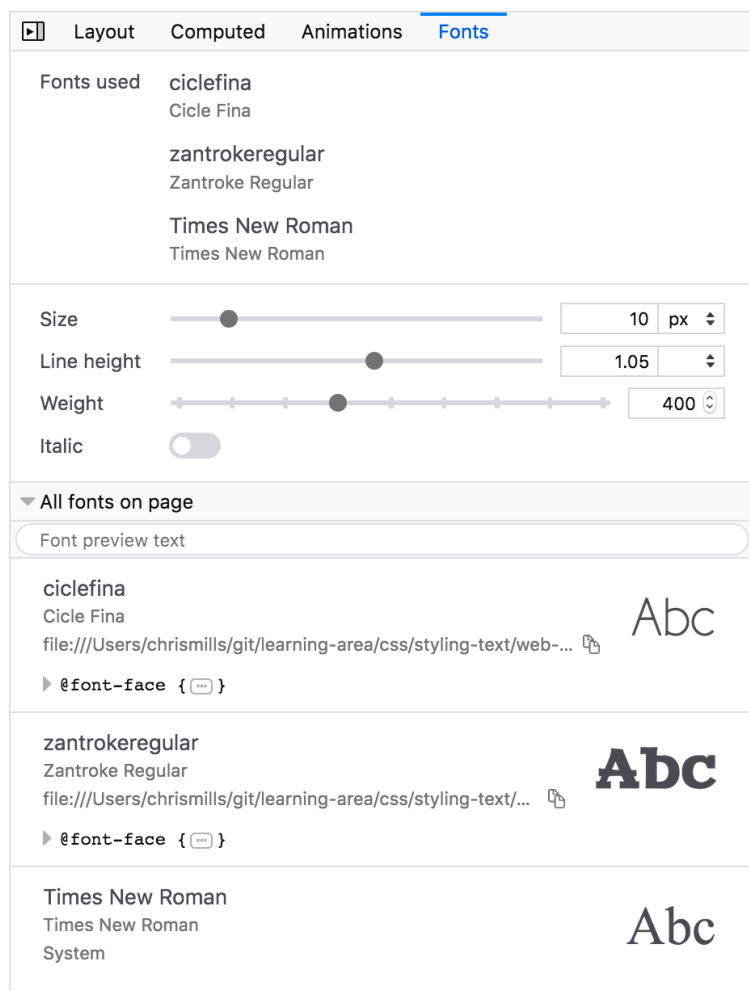 Layout Computed Animations Fonts
Fonts used ciclefina
Cicle Fina
zantrokeregular
Zantroke Regular
Times New Roman
Times New Roman
Size 10 px
Line height 1.05
Weight 400
Italic
All fonts on page
Font preview text
ciclefina
Cicle Fina
file:///Users/chrismills/git/learning-area/css/styling-text/web-...
Abc
@font-face { ... }
zantrokeregular
Zantroke Regular
file:///Users/chrismills/git/learning-area/css/styling-text/...
Abc
@font-face { ... }
Times New Roman
Times New Roman
System
Abc